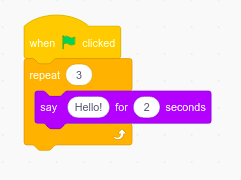 when clicked
repeat 3
say Hello! for 2 seconds